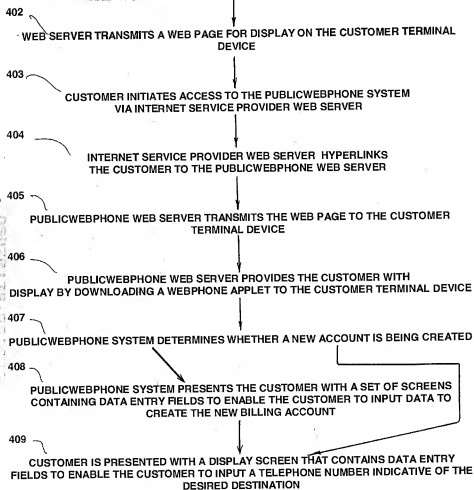 402
WEB SERVER TRANSMITS A WEB PAGE FOR DISPLAY ON THE CUSTOMER TERMINAL
DEVICE
403
CUSTOMER INITIATES ACCESS TO THE PUBLICWEBPHONE SYSTEM
VIA INTERNET SERVICE PROVIDER WEB SERVER
404
INTERNET SERVICE PROVIDER WEB SERVER HYPERLINKS
THE CUSTOMER TO THE PUBLICWEBPHONE WEB SERVER
405
PUBLICWEBPHONE WEB SERVER TRANSMITS THE WEB PAGE TO THE CUSTOMER
TERMINAL DEVICE
406
PUBLICWEBPHONE WEB SERVER PROVIDES THE CUSTOMER WITH
DISPLAY BY DOWNLOADING A WEBPHONE APPLET TO THE CUSTOMER TERMINAL DEVICE
407
PUBLICWEBPHONE SYSTEM DETERMINES WHETHER A NEW ACCOUNT IS BEING CREATED
408
PUBLICWEBPHONE SYSTEM PRESENTS THE CUSTOMER WITH A SET OF SCREENS
CONTAINING DATA ENTRY FIELDS TO ENABLE THE CUSTOMER TO INPUT DATA TO
CREATE THE NEW BILLING ACCOUNT
409
CUSTOMER IS PRESENTED WITH A DISPLAY SCREEN THAT CONTAINS DATA ENTRY
FIELDS TO ENABLE THE CUSTOMER TO INPUT A TELEPHONE NUMBER INDICATIVE OF THE
DESIRED DESTINATION